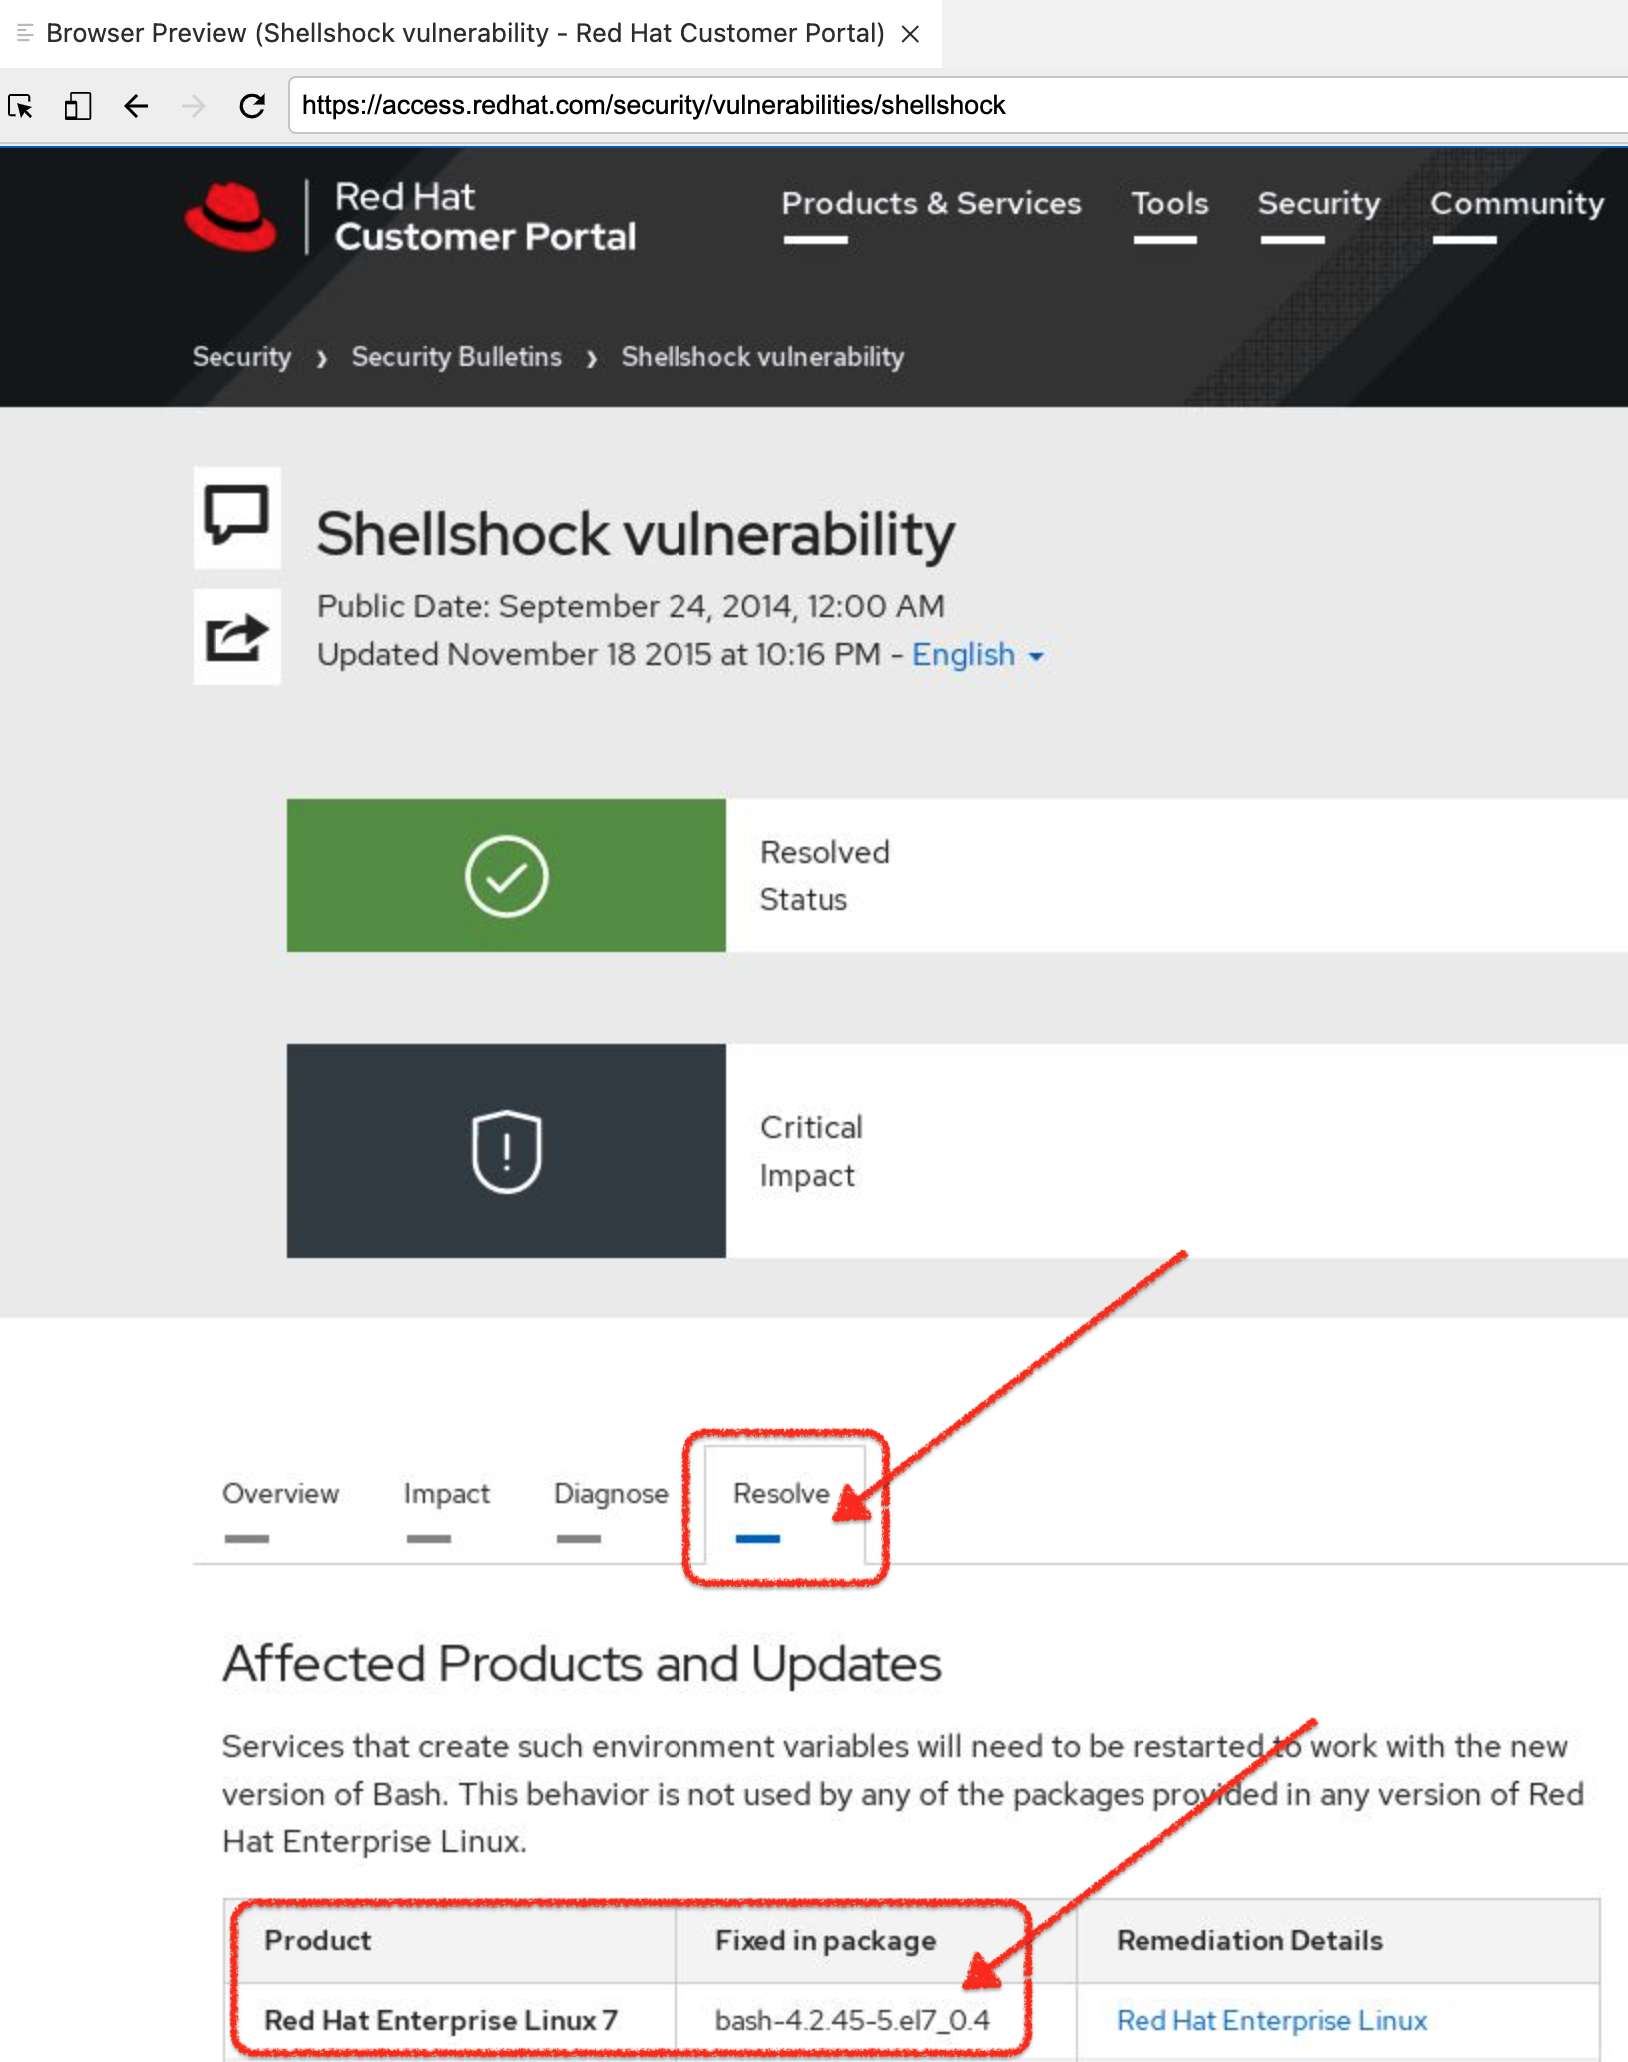 Browser Preview (Shellshock vulnerability - Red Hat Customer Portal)
https://access.redhat.com/security/vulnerabilities/shellshock
Red Hat
Customer Portal
Products & Services
Tools
Security
Community
Security
Security Bulletins
Shellshock vulnerability
Shellshock vulnerability
Public Date: September 24, 2014, 12:00 AM
Updated November 18 2015 at 10:16 PM - English
Resolved
Status
Critical
Impact
Overview
Impact
Diagnose
Resolve
Affected Products and Updates
Services that create such environment variables will need to be restarted to work with the new
version of Bash. This behavior is not used by any of the packages provided in any version of Red
Hat Enterprise Linux.
Product
Fixed in package
Remediation Details
Red Hat Enterprise Linux 7
bash-4.2.45-5.el7_0.4
Red Hat Enterprise Linux